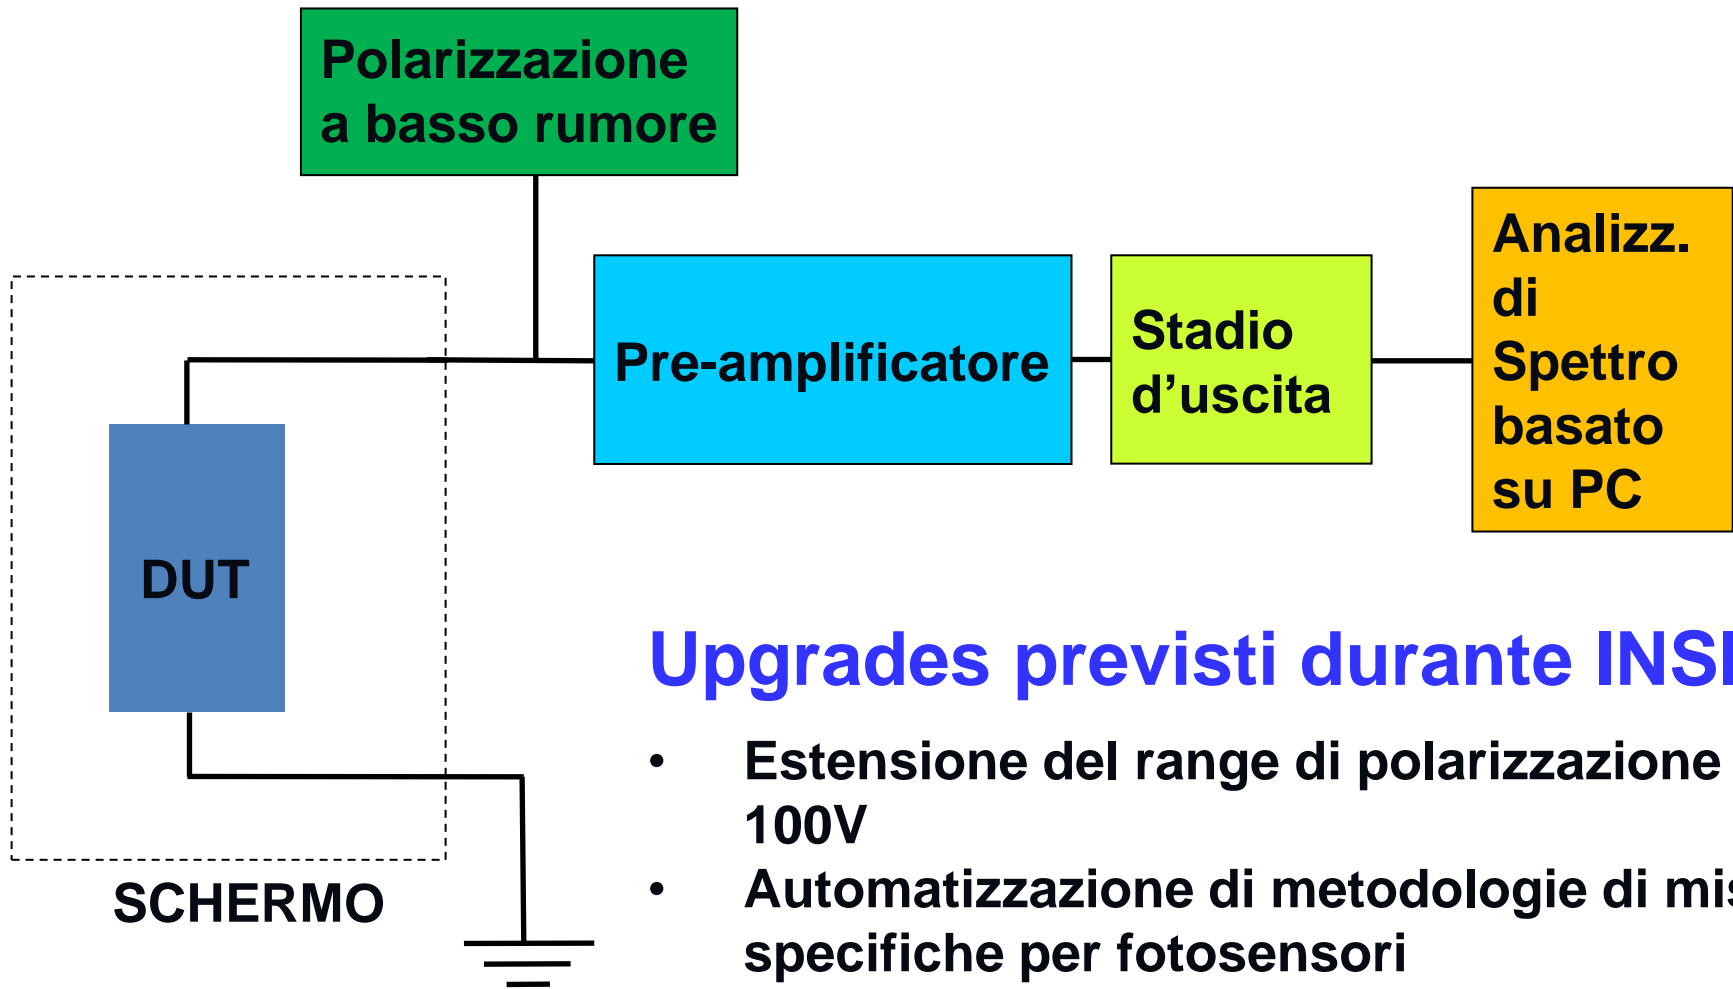 Polarizzazione
a basso rumore
Analizz.
di
Spettro
basato
su PC
Pre-amplificatore
Stadio
d’uscita
DUT
SCHERMO
Upgrades previsti durante
• Estensione del range di polarizzazione
100V
• Automatizzazione di metodologie di
specifiche per fotosensori